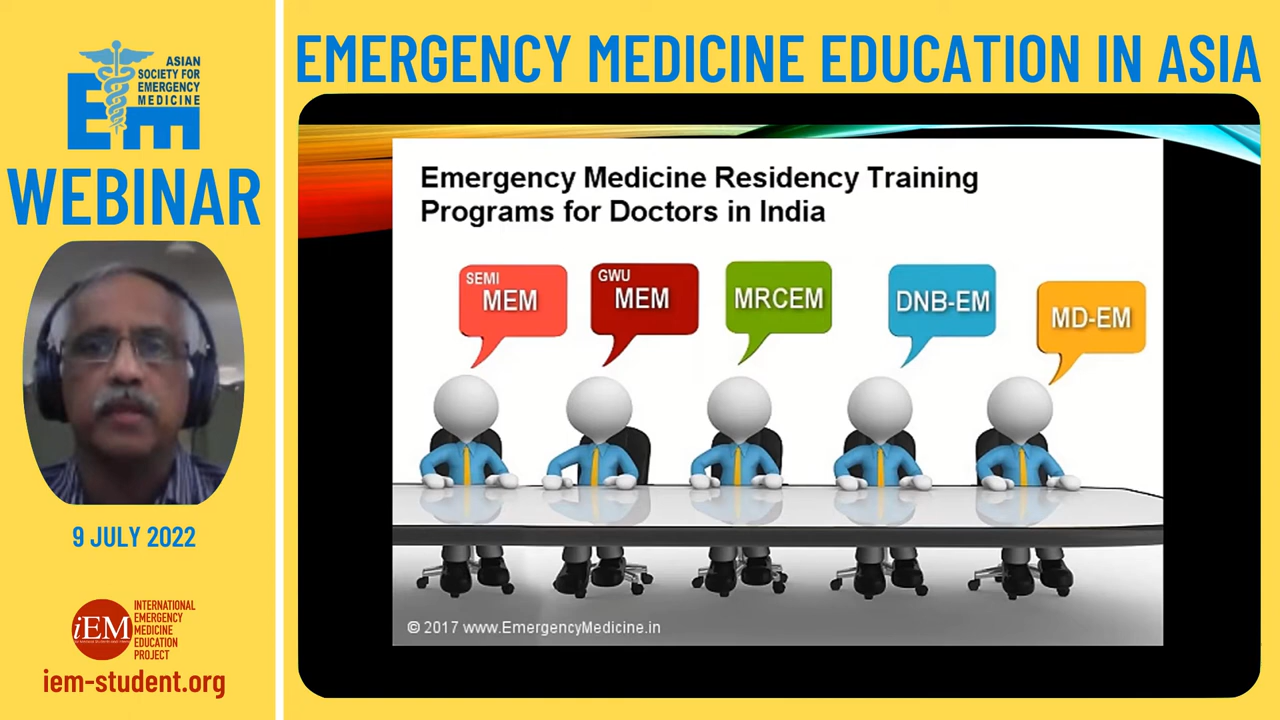 ASIAN
SOCIETY FOR
EMERGENCY
MEDICINE
EM
WEBINAR
9 JULY 2022
iEM
INTERNATIONAL
EMERGENCY
MEDICINE
EDUCATION
PROJECT
iem-student.org
EMERGENCY MEDICINE EDUCATION IN ASIA
Emergency Medicine Residency Training
Programs for Doctors in India
SEMI
MEM
GWU
MEM
MRCEM
DNB-EM
MD-EM
© 2017 www.EmergencyMedicine.in